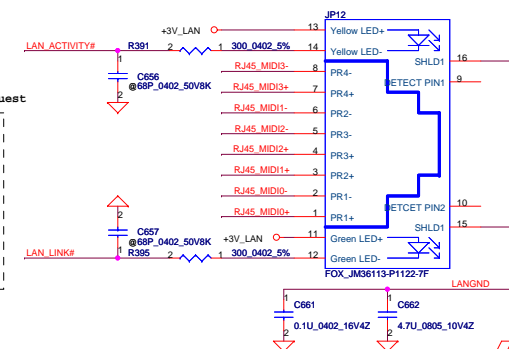 JP12
+3V_LAN
13
Yellow LED+
LAN_ACTIVITY#
R391
2
1
300_0402_5%
14
Yellow LED-
SHLD1
16
RJ45_MIDI3-
8
PR4-
1
C656
@68P_0402_50V8K
2
DETECT PIN1
9
RJ45_MIDI3+
7
PR4+
uest
RJ45_MIDI1-
6
PR2-
RJ45_MIDI2-
5
PR3-
RJ45_MIDI2+
4
PR3+
RJ45_MIDI1+
3
PR2+
RJ45_MIDI0-
2
PR1-
DETCET PIN2
10
RJ45_MIDI0+
1
PR1+
2
C657
@68P_0402_50V8K
1
SHLD1
15
+3V_LAN
11
Green LED+
LAN_LINK#
R395
2
1
300_0402_5%
12
Green LED-
FOX_JM36113-P1122-7F
LANGND
1
C661
0.1U_0402_16V4Z
2
1
C662
4.7U_0805_10V4Z
2